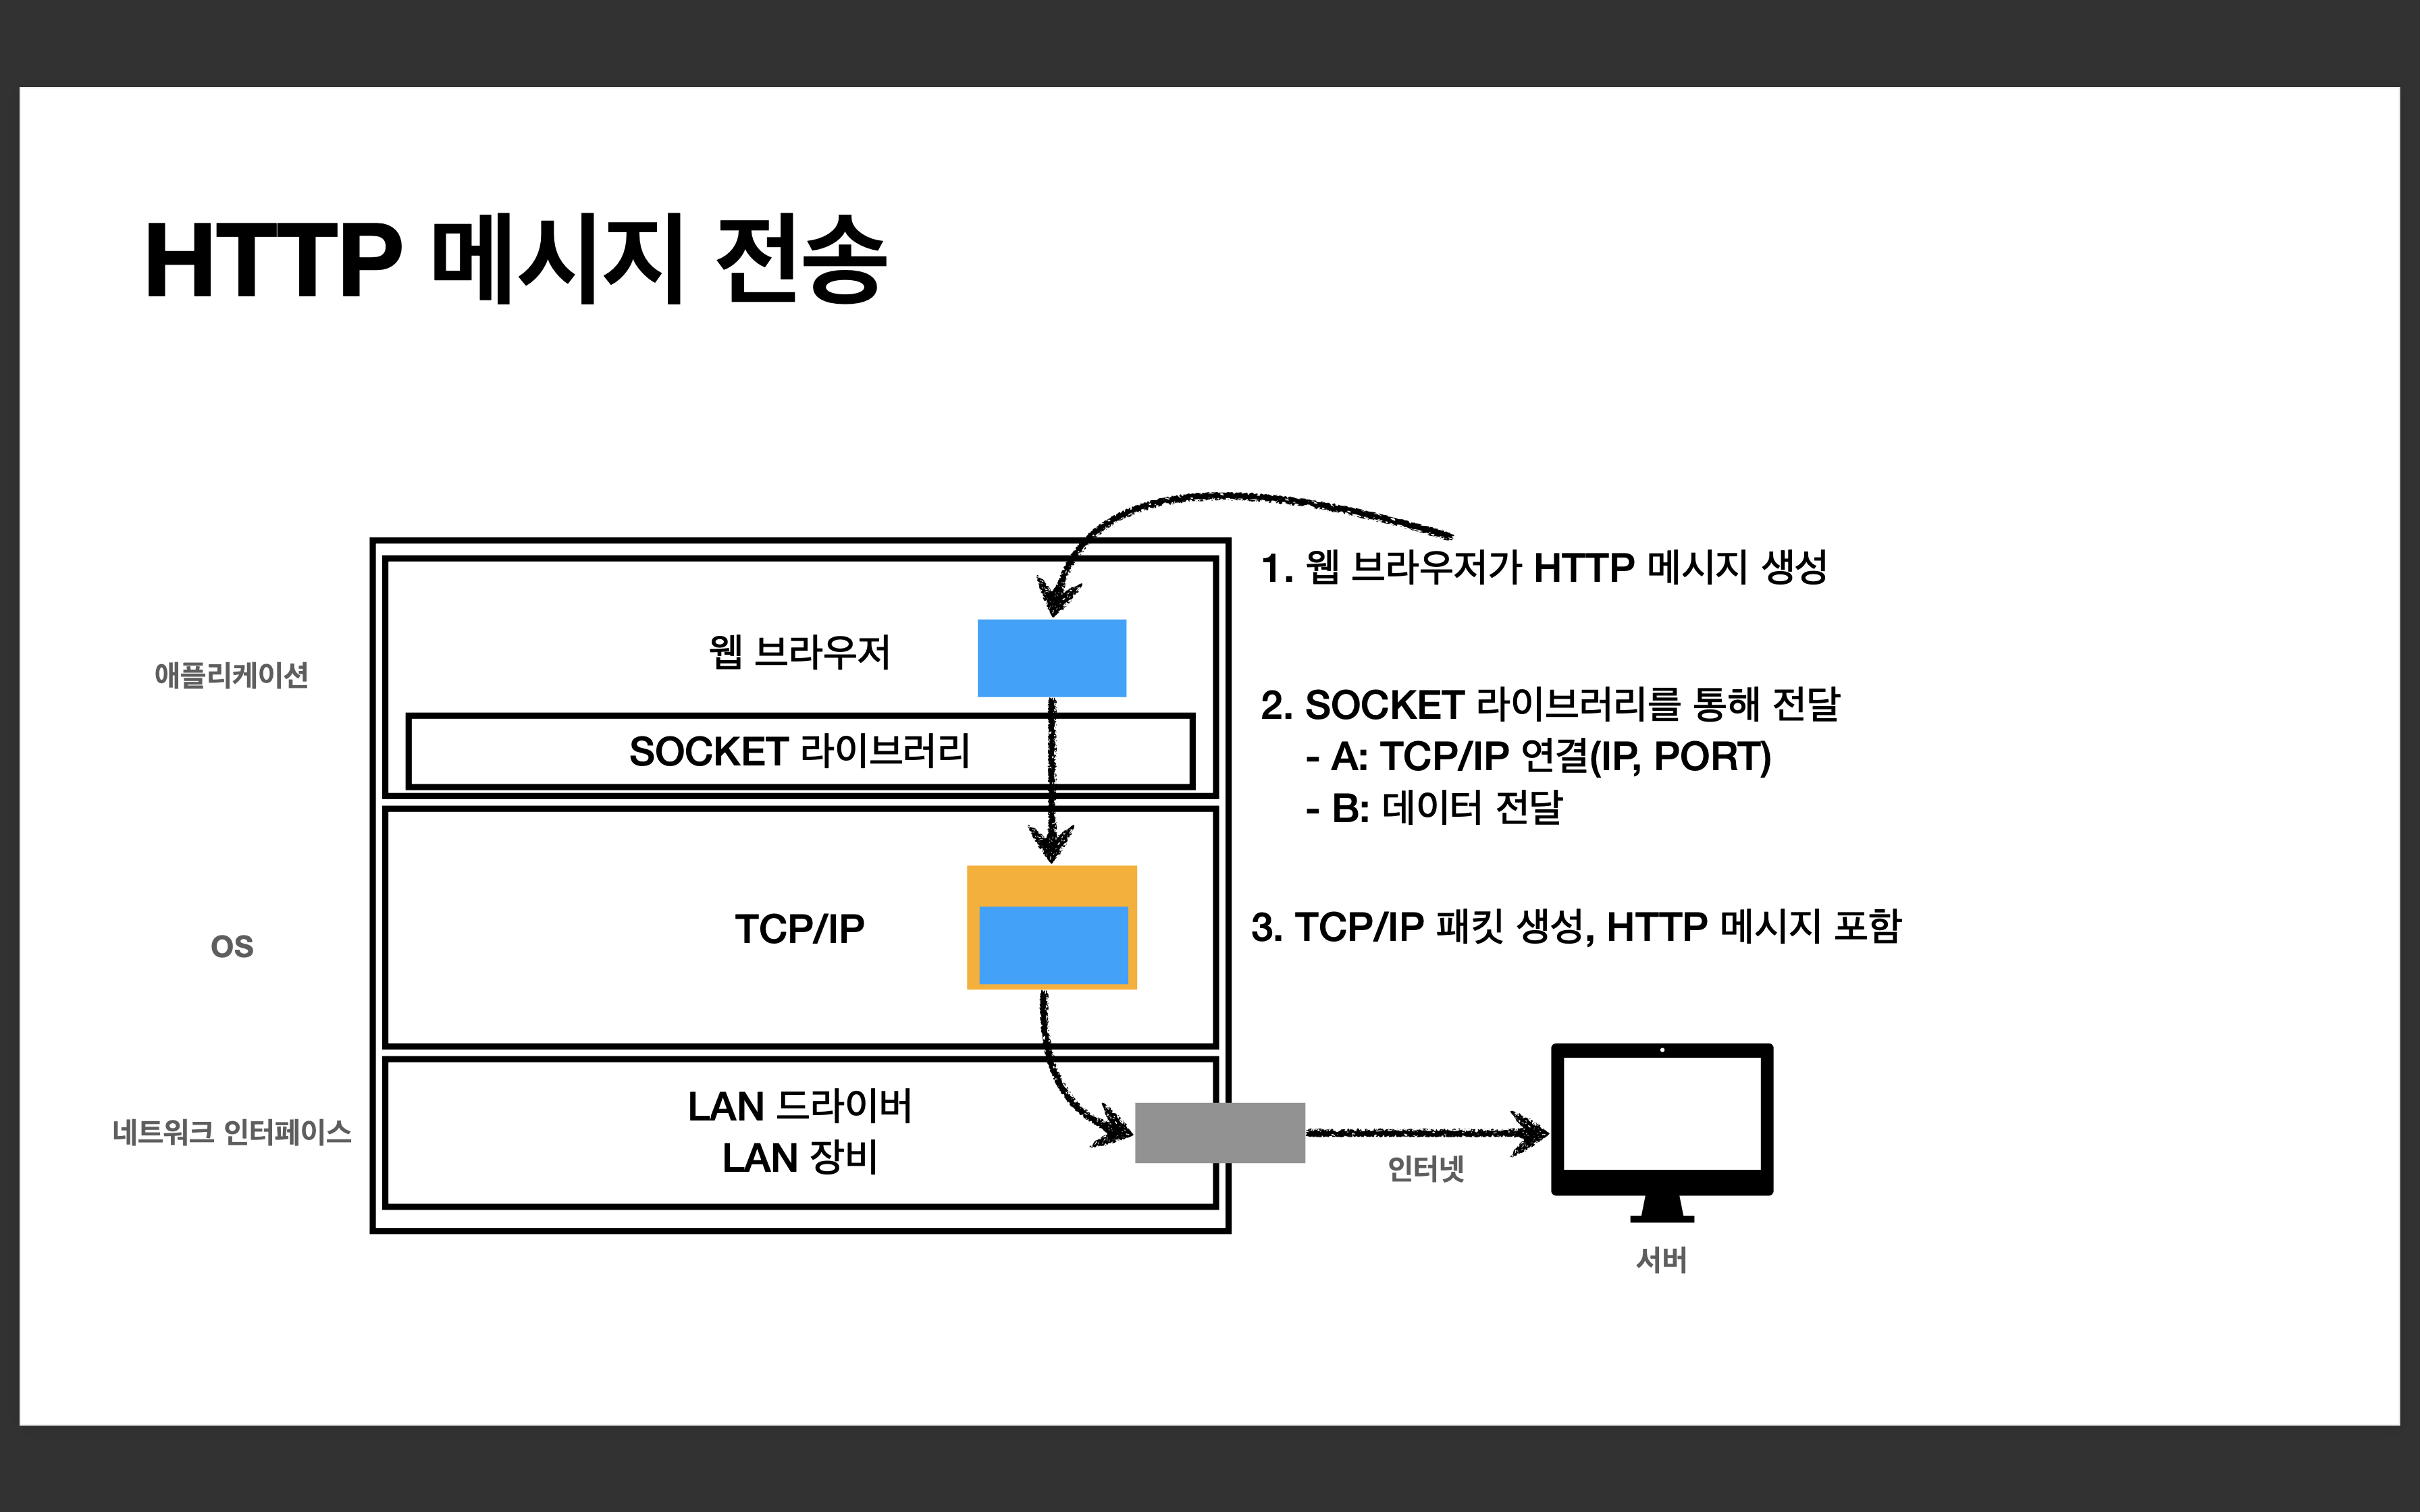 HTTP 메시지 전송
1. 웹 브라우저가 HTTP 메시지 생성
애플리케이션
웹 브라우저
SOCKET 라이브러리
2. SOCKET 라이브러리를 통해 전달
- A: TCP/IP 연결(IP, PORT)
- B: 데이터 전달
OS
TCP/IP
3. TCP/IP 패킷 생성, HTTP 메시지 포함
네트워크 인터페이스
LAN 드라이버
LAN 장비
인터넷
서버